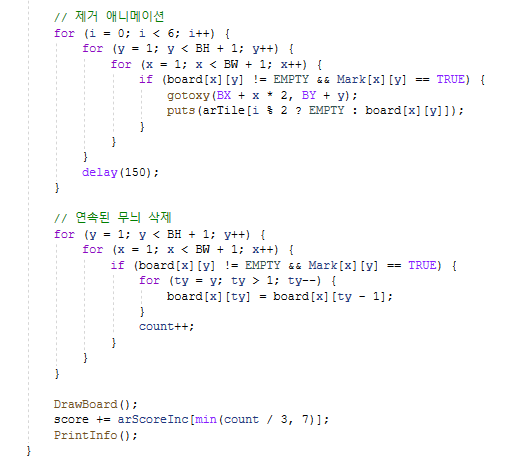 // 제거 애니메이션
for (i = 0; i < 6; i++) {
    for (y = 1; y < BH + 1; y++) {
        for (x = 1; x < BW + 1; x++) {
            if (board[x][y] != EMPTY && Mark[x][y] == TRUE) {
                gotoxy(BX + x * 2, BY + y);
                puts(arTile[i % 2 ? EMPTY : board[x][y]]);
            }
        }
    }
    delay(150);
}

// 연속된 무늬 삭제
for (y = 1; y < BH + 1; y++) {
    for (x = 1; x < BW + 1; x++) {
        if (board[x][y] != EMPTY && Mark[x][y] == TRUE) {
            for (ty = y; ty > 1; ty--) {
                board[x][ty] = board[x][ty - 1];
            }
            count++;
        }
    }
}

DrawBoard();
score += arScoreInc[min(count / 3, 7)];
PrintInfo();
}